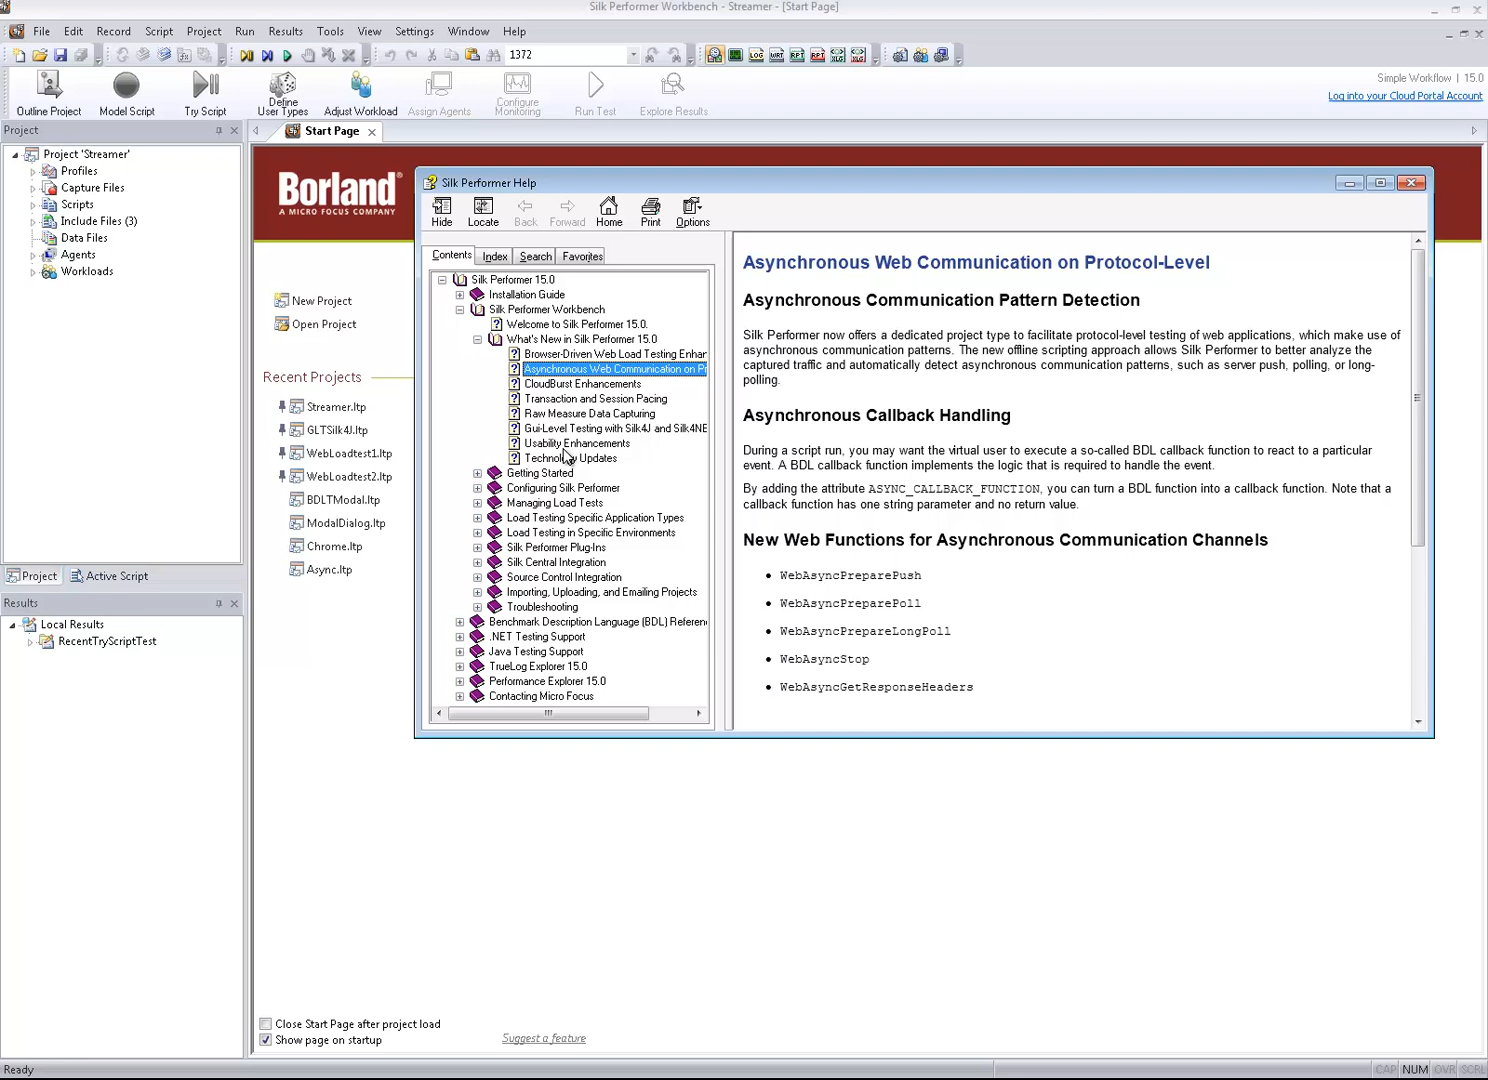 Silk Performer Workbench - Streamer - [Start Page]
File Edit Record Script Project Run Results Tools View Settings Window Help
1372
Simple Workflow | 15.0
Log into your Cloud Portal Account
Outline Project
Model Script
Try Script
Define User Types
Adjust Workload
Assign Agents
Configure Monitoring
Run Test
Explore Results
Project
Start Page
Project 'Streamer'
Profiles
Capture Files
Scripts
Include Files (3)
Data Files
Agents
Workloads
Project
Active Script
Results
Local Results
RecentTryScriptTest
Borland
A MICRO FOCUS COMPANY
New Project
Open Project
Recent Projects
Streamer.ltp
GLTSilk4J.ltp
WebLoadtest1.ltp
WebLoadtest2.ltp
BDLTModal.ltp
ModalDialog.ltp
Chrome.ltp
Async.ltp
Silk Performer Help
Hide Locate Back Forward Home Print Options
Contents Index Search Favorites
Silk Performer 15.0
Installation Guide
Silk Performer Workbench
Welcome to Silk Performer 15.0.
What's New in Silk Performer 15.0
Browser-Driven Web Load Testing Enhar
Asynchronous Web Communication on Pr
CloudBurst Enhancements
Transaction and Session Pacing
Raw Measure Data Capturing
Gui-Level Testing with Silk4J and Silk4NE
Usability Enhancements
Technology Updates
Getting Started
Configuring Silk Performer
Managing Load Tests
Load Testing Specific Application Types
Load Testing in Specific Environments
Silk Performer Plug-Ins
Silk Central Integration
Source Control Integration
Importing, Uploading, and Emailing Projects
Troubleshooting
Benchmark Description Language (BDL) Referen
.NET Testing Support
Java Testing Support
TrueLog Explorer 15.0
Performance Explorer 15.0
Contacting Micro Focus
Asynchronous Web Communication on Protocol-Level
Asynchronous Communication Pattern Detection
Silk Performer now offers a dedicated project type to facilitate protocol-level testing of web applications, which make use of
asynchronous communication patterns. The new offline scripting approach allows Silk Performer to better analyze the
captured traffic and automatically detect asynchronous communication patterns, such as server push, polling, or long-
polling.
Asynchronous Callback Handling
During a script run, you may want the virtual user to execute a so-called BDL callback function to react to a particular
event. A BDL callback function implements the logic that is required to handle the event.
By adding the attribute ASYNC_CALLBACK_FUNCTION, you can turn a BDL function into a callback function. Note that a
callback function has one string parameter and no return value.
New Web Functions for Asynchronous Communication Channels
• WebAsyncPreparePush
• WebAsyncPreparePoll
• WebAsyncPrepareLongPoll
• WebAsyncStop
• WebAsyncGetResponseHeaders
Close Start Page after project load
Show page on startup
Suggest a feature
Ready
CAP NUM OVR SCRL